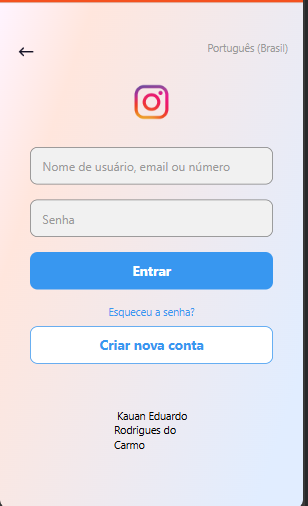 Português (Brasil)
Nome de usuário, email ou número
Senha
Entrar
Esqueceu a senha?
Criar nova conta
Kauan Eduardo
Rodrigues do
Carmo